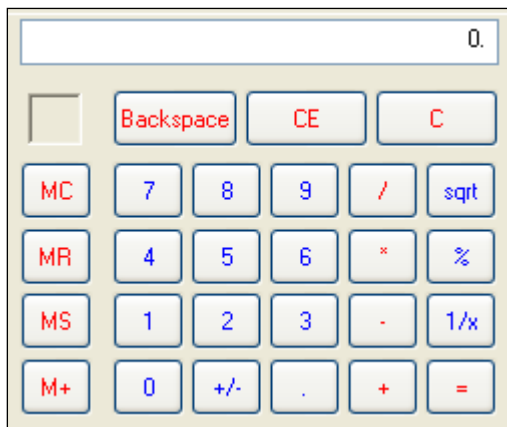 0.
Backspace CE C
MC 7 8 9 / sqrt
MR 4 5 6 * %
MS 1 2 3 - 1/x
M+ 0 +/- . + =